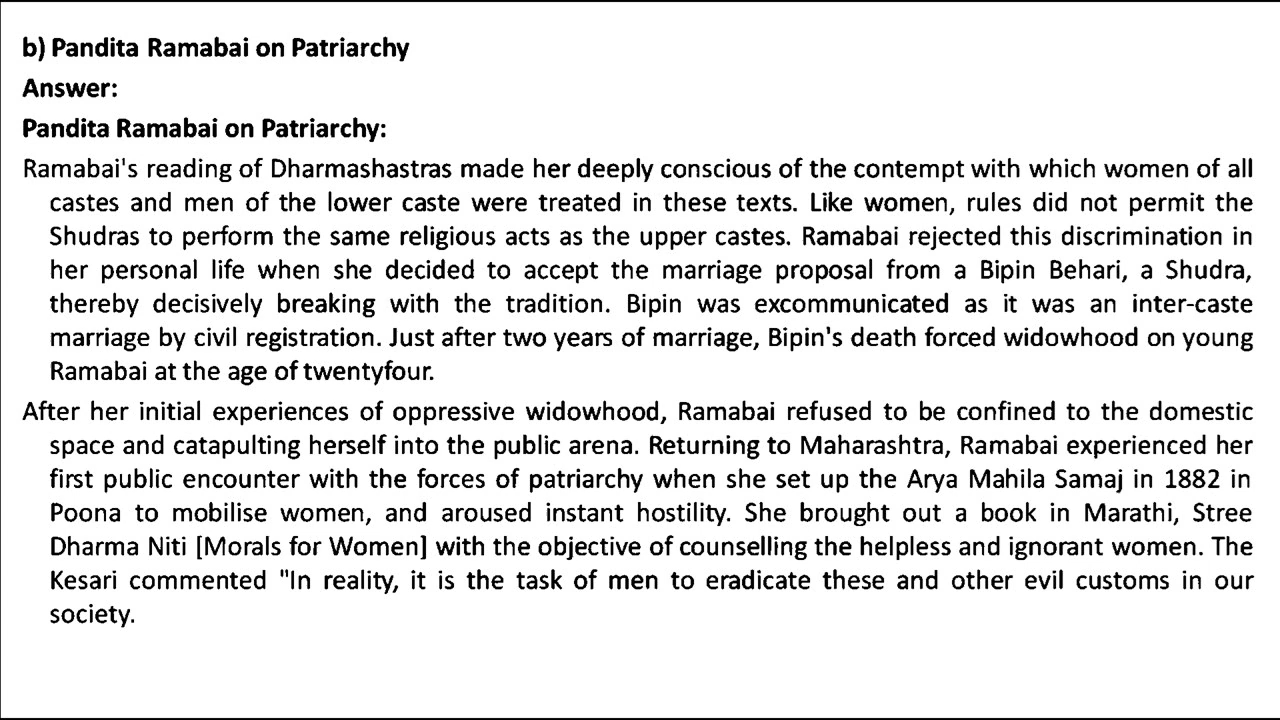 b) Pandita Ramabai on Patriarchy
Answer:
Pandita Ramabai on Patriarchy:
Ramabai's reading of Dharmashastras made her deeply conscious of the contempt with which women of all
castes and men of the lower caste were treated in these texts. Like women, rules did not permit the
Shudras to perform the same religious acts as the upper castes. Ramabai rejected this discrimination in
her personal life when she decided to accept the marriage proposal from a Bipin Behari, a Shudra,
thereby decisively breaking with the tradition. Bipin was excommunicated as it was an inter-caste
marriage by civil registration. Just after two years of marriage, Bipin's death forced widowhood on young
Ramabai at the age of twentyfour.
After her initial experiences of oppressive widowhood, Ramabai refused to be confined to the domestic
space and catapulting herself into the public arena. Returning to Maharashtra, Ramabai experienced her
first public encounter with the forces of patriarchy when she set up the Arya Mahila Samaj in 1882 in
Poona to mobilise women, and aroused instant hostility. She brought out a book in Marathi, Stree
Dharma Niti [Morals for Women] with the objective of counselling the helpless and ignorant women. The
Kesari commented "In reality, it is the task of men to eradicate these and other evil customs in our
society.